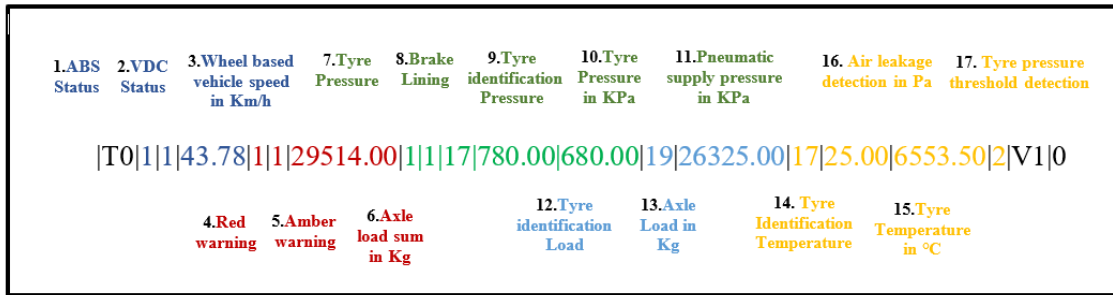 1.ABS Status
2.VDC Status
3.Wheel based vehicle speed in Km/h
7.Tyre Pressure
8.Brake Lining
9.Tyre identification Pressure
10.Tyre Pressure in KPa
11.Pneumatic supply pressure in KPa
16. Air leakage detection in Pa
17. Tyre pressure threshold detection
|T0|1|1|43.78|1|1|29514.00|1|1|17|780.00|680.00|19|26325.00|17|25.00|6553.50|2|V1|0
4.Red warning
5.Amber warning
6.Axle load sum in Kg
12.Tyre identification Load
13.Axle Load in Kg
14. Tyre Identification Temperature
15.Tyre Temperature in °C